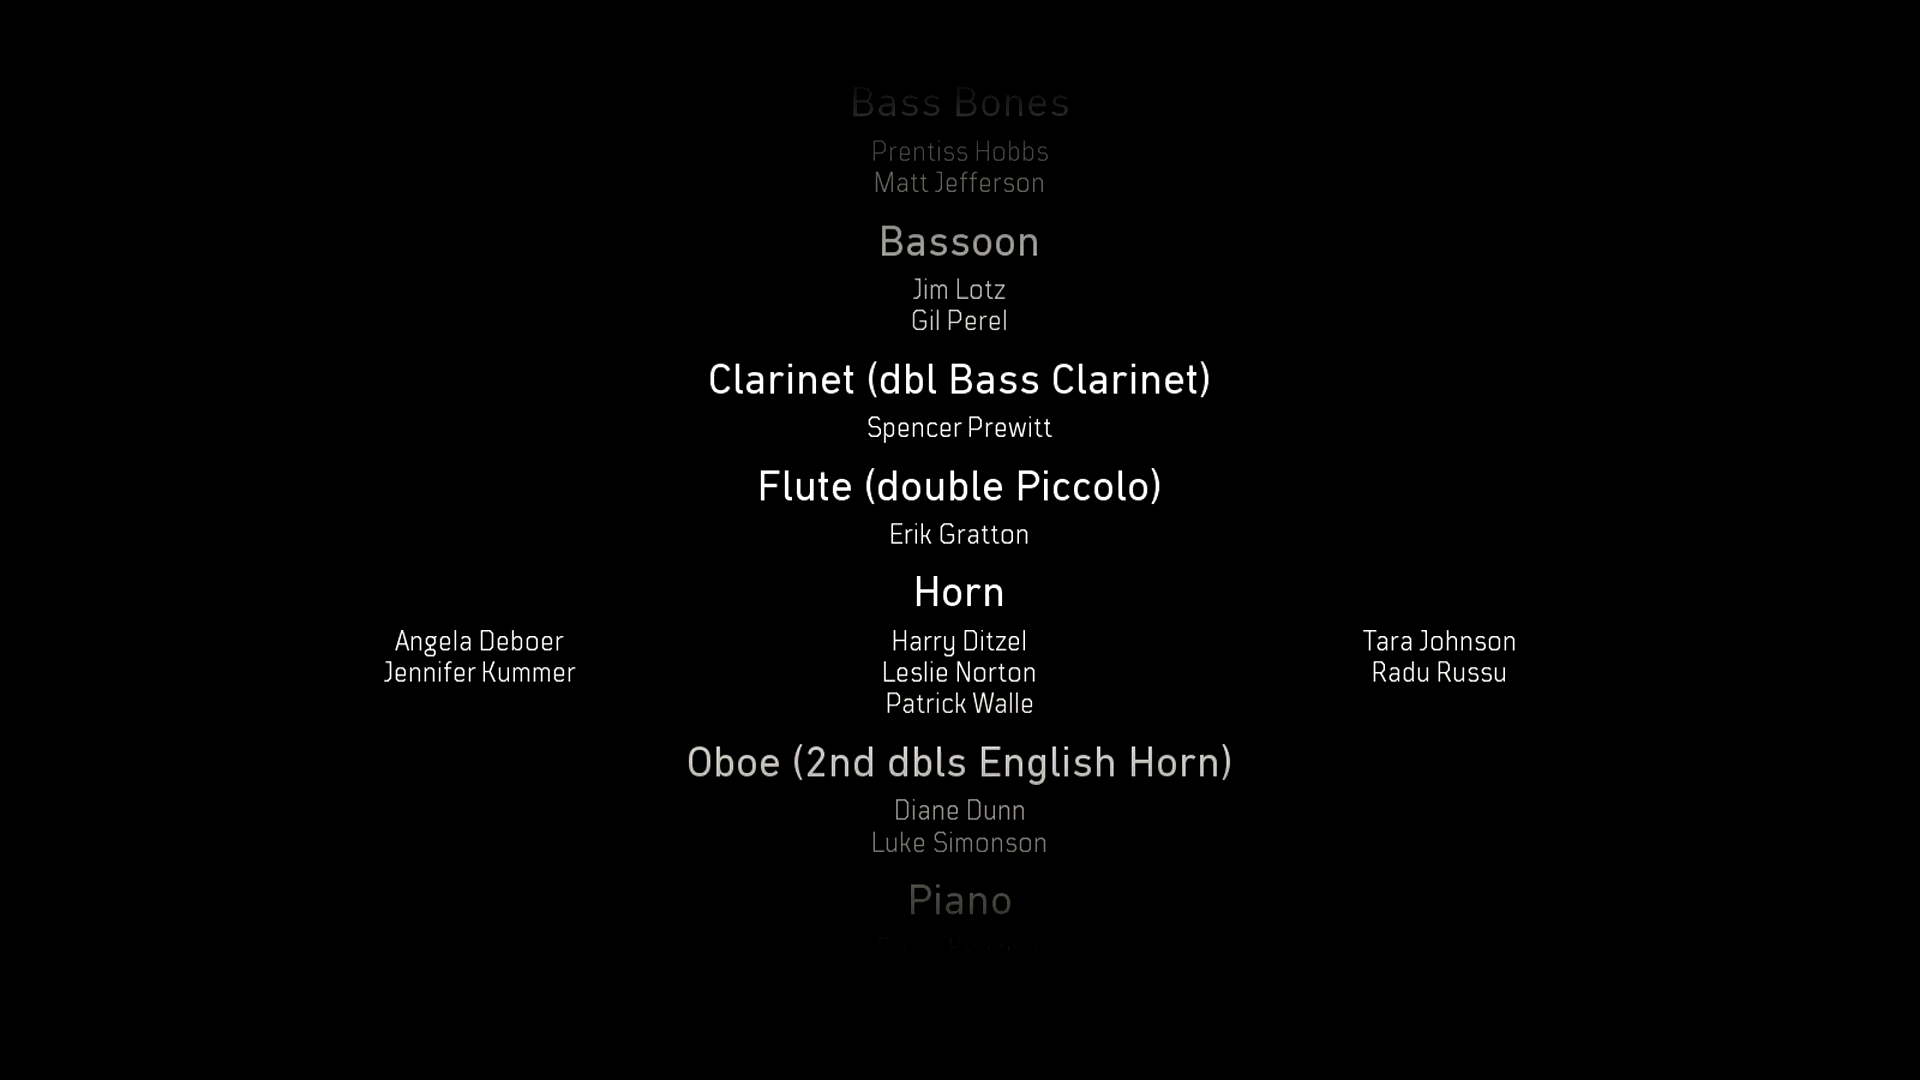 Bass Bones
Prentiss Hobbs
Matt Jefferson
Bassoon
Jim Lotz
Gil Perel
Clarinet (dbl Bass Clarinet)
Spencer Prewitt
Flute (double Piccolo)
Erik Gratton
Horn
Angela Deboer Harry Ditzel Tara Johnson
Jennifer Kummer Leslie Norton Radu Russu
Patrick Walle
Oboe (2nd dbls English Horn)
Diane Dunn
Luke Simonson
Piano